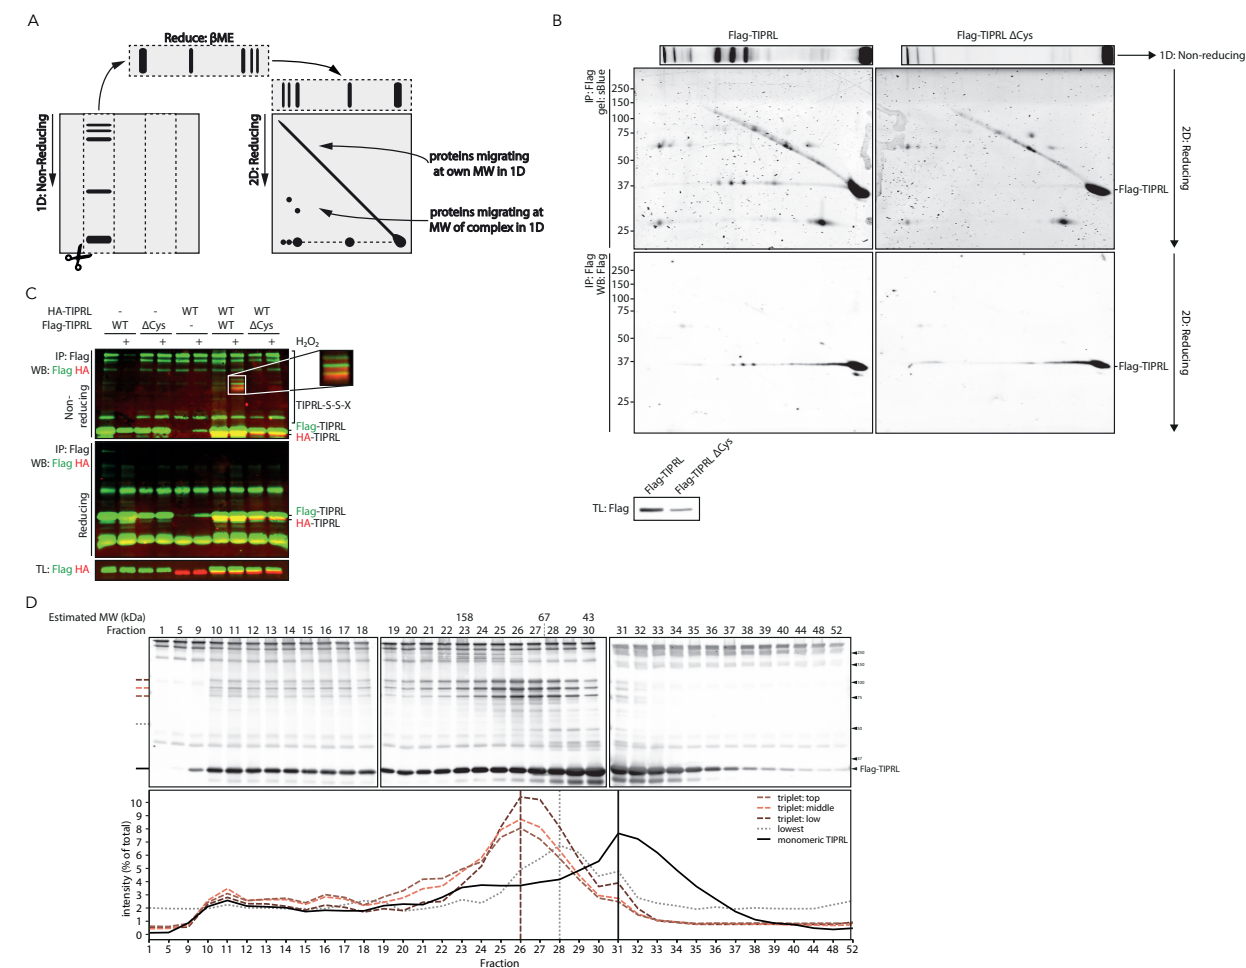 A
Reduce: βME
1D: Non-Reducing
2D: Reducing
proteins migrating
at own MW in 1D
proteins migrating at
MW of complex in 1D
B
Flag-TIPRL
Flag-TIPRL ΔCys
1D: Non-reducing
IP: Flag
gel: sBlue
250
150
100
75
50
37
25
Flag-TIPRL
2D: Reducing
IP: Flag
WB: Flag
250
150
100
75
50
37
25
Flag-TIPRL
2D: Reducing
Flag-TIPRL
Flag-TIPRL ΔCys
TL: Flag
C
HA-TIPRL - - WT WT WT
Flag-TIPRL WT ΔCys - WT ΔCys
+ + + + + H2O2
IP: Flag
WB: Flag HA
Non-
reducing
TIPRL-S-S-X
Flag-TIPRL
HA-TIPRL
IP: Flag
WB: Flag HA
Reducing
Flag-TIPRL
HA-TIPRL
TL: Flag HA
D
Estimated MW (kDa) 158 67 43
Fraction 1 5 9 10 11 12 13 14 15 16 17 18 19 20 21 22 23 24 25 26 27 28 29 30 31 32 33 34 35 36 37 38 39 40 44 48 52
250
150
100
75
50
37
Flag-TIPRL
intensity (% of total)
10
9
8
7
6
5
4
3
2
1
0
triplet: top
triplet: middle
triplet: low
lowest
monomeric TIPRL
1 5 9 10 11 12 13 14 15 16 17 18 19 20 21 22 23 24 25 26 27 28 29 30 31 32 33 34 35 36 37 38 39 40 44 48 52
Fraction